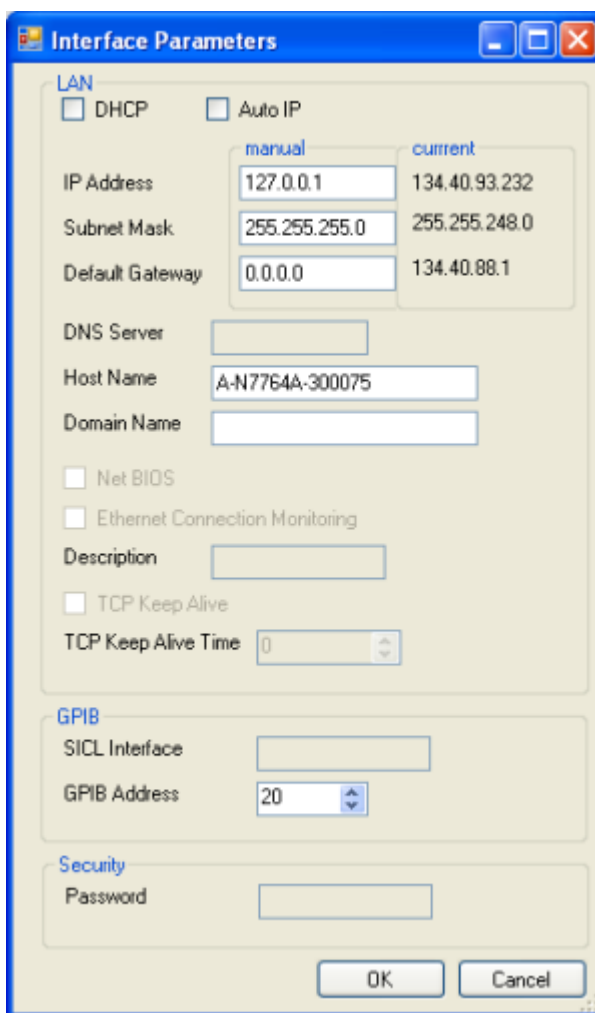 Interface Parameters
LAN
DHCP Auto IP
manual currrent
IP Address 127.0.0.1 134.40.93.232
Subnet Mask 255.255.255.0 255.255.248.0
Default Gateway 0.0.0.0 134.40.88.1
DNS Server
Host Name A-N7764A-300075
Domain Name
Net BIOS
Ethernet Connection Monitoring
Description
TCP Keep Alive
TCP Keep Alive Time 0
GPIB
SICL Interface
GPIB Address 20
Security
Password
OK Cancel